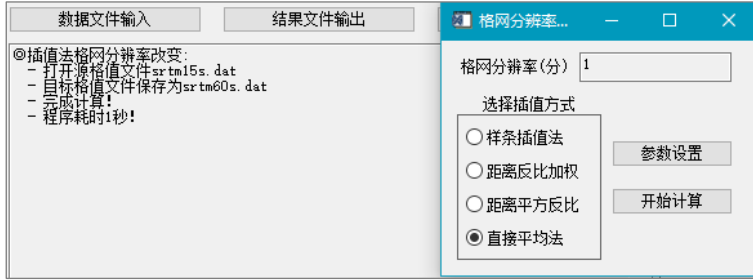 数据文件输入
结果文件输出
◎插值法格网分辨率改变:
- 打开源格值文件srtm15s.dat
- 目标格值文件保存为srtm60s.dat
- 完成计算!
- 程序耗时1秒!
格网分辨率...
格网分辨率(分) 1
选择插值方式
样条插值法
距离反比加权
距离平方反比
直接平均法
参数设置
开始计算